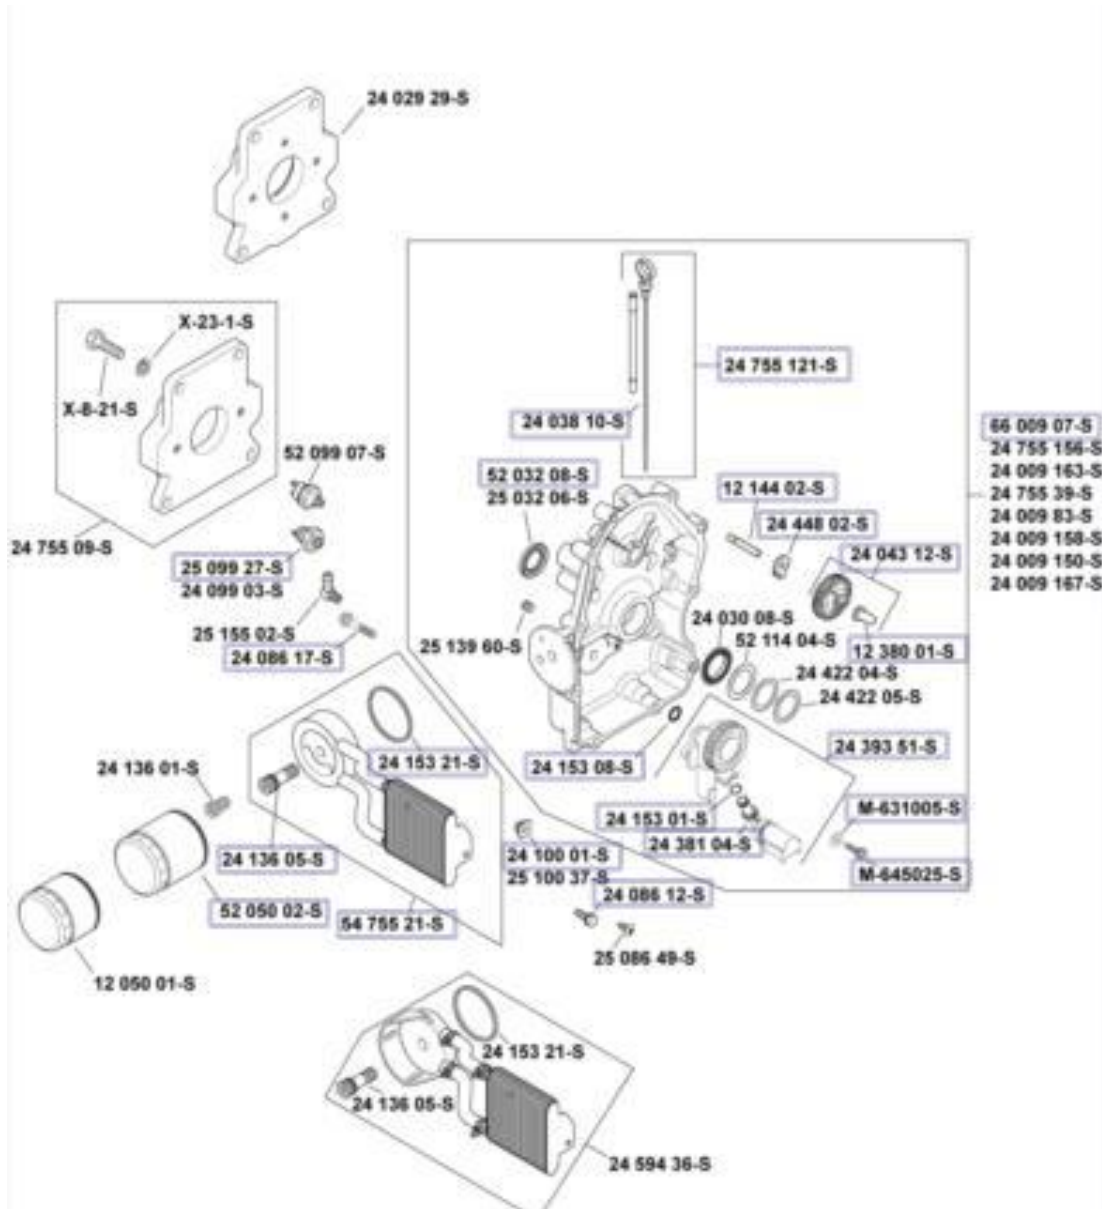 24 029 29-S
X-23-1-S
X-8-21-S
24 755 121-S
24 038 10-S
66 009 07-S
24 755 156-S
24 009 163-S
24 755 39-S
24 009 83-S
24 009 158-S
24 009 150-S
24 009 167-S
52 099 07-S
52 032 08-S
25 032 06-S
12 144 02-S
24 448 02-S
24 755 09-S
24 043 12-S
25 099 27-S
24 099 03-S
25 155 02-S
24 086 17-S
25 139 60-S
24 030 08-S
52 114 04-S
12 380 01-S
24 422 04-S
24 422 05-S
24 393 51-S
24 153 21-S
24 153 08-S
24 136 01-S
24 153 01-S
M-631005-S
24 381 04-S
24 136 05-S
24 100 01-S
25 100 37-S
M-645025-S
24 086 12-S
52 050 02-S
54 755 21-S
25 086 49-S
12 050 01-S
24 153 21-S
24 136 05-S
24 594 36-S